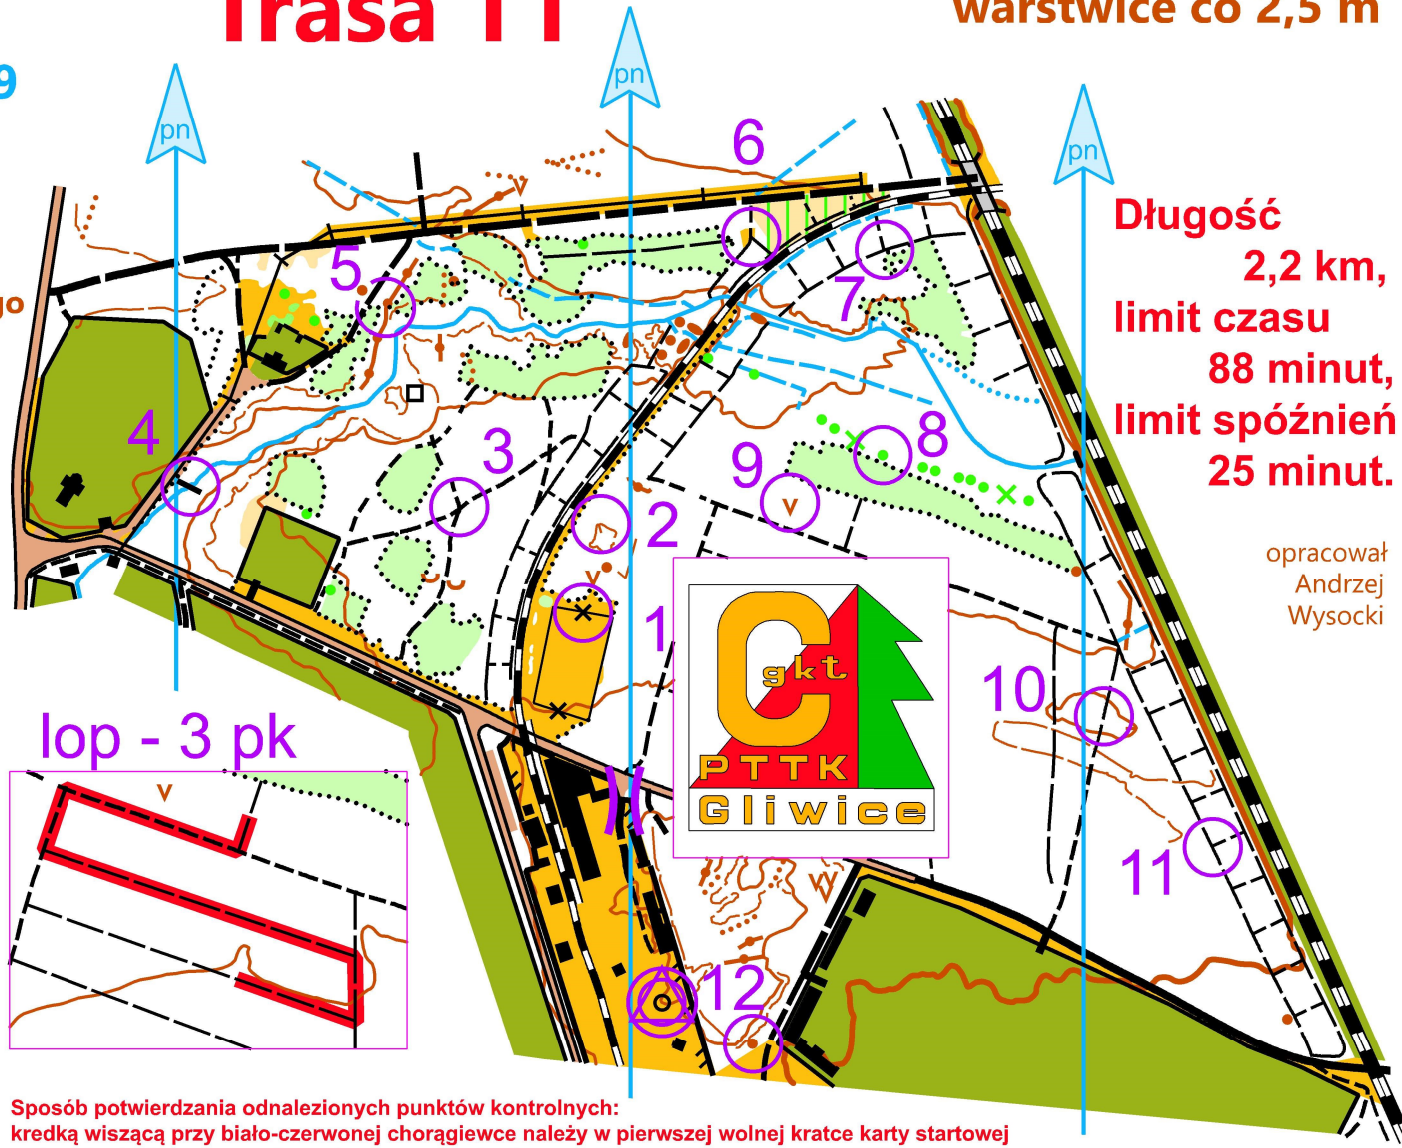 Trasa TT
warstwice co 2,5 m
9
pn
pn
pn
6
Długość
2,2 km,
limit czasu
88 minut,
limit spóźnień
25 minut.
5
go
7
4
3
8
9
2
opracował
Andrzej
Wysocki
1
C
gkt
PTTK
Gliwice
10
lop - 3 pk
11
12
Sposób potwierdzania odnalezionych punktów kontrolnych:
kredką wiszącą przy biało-czerwonej chorągiewce należy w pierwszej wolnej kratce karty startowej